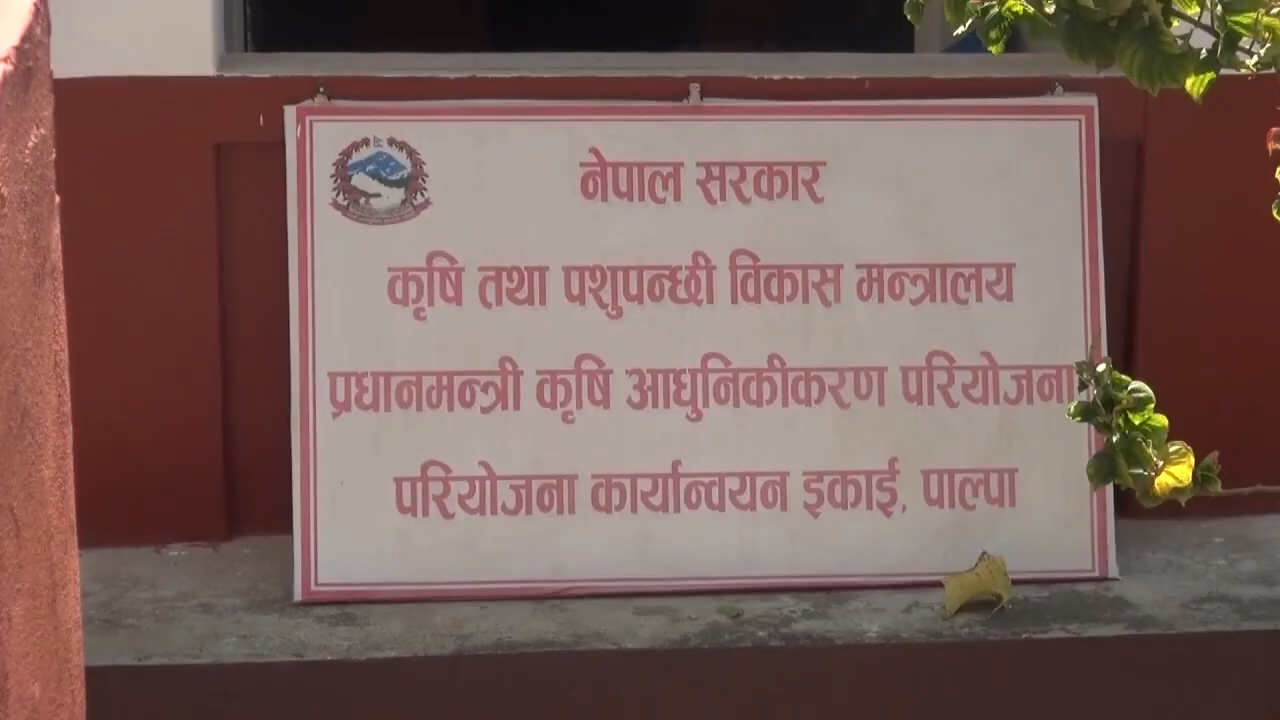 नेपाल सरकार
कृषि तथा पशुपन्छी विकास मन्त्रालय
प्रधानमन्त्री कृषि आधुनिकीकरण परियोजना
परियोजना कार्यान्वयन इकाई, पाल्पा